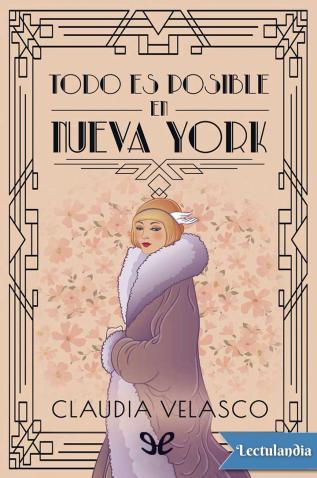 TODO ES POSIBLE
EN
NUEVA YORK
CLAUDIA VELASCO
Lectulandia